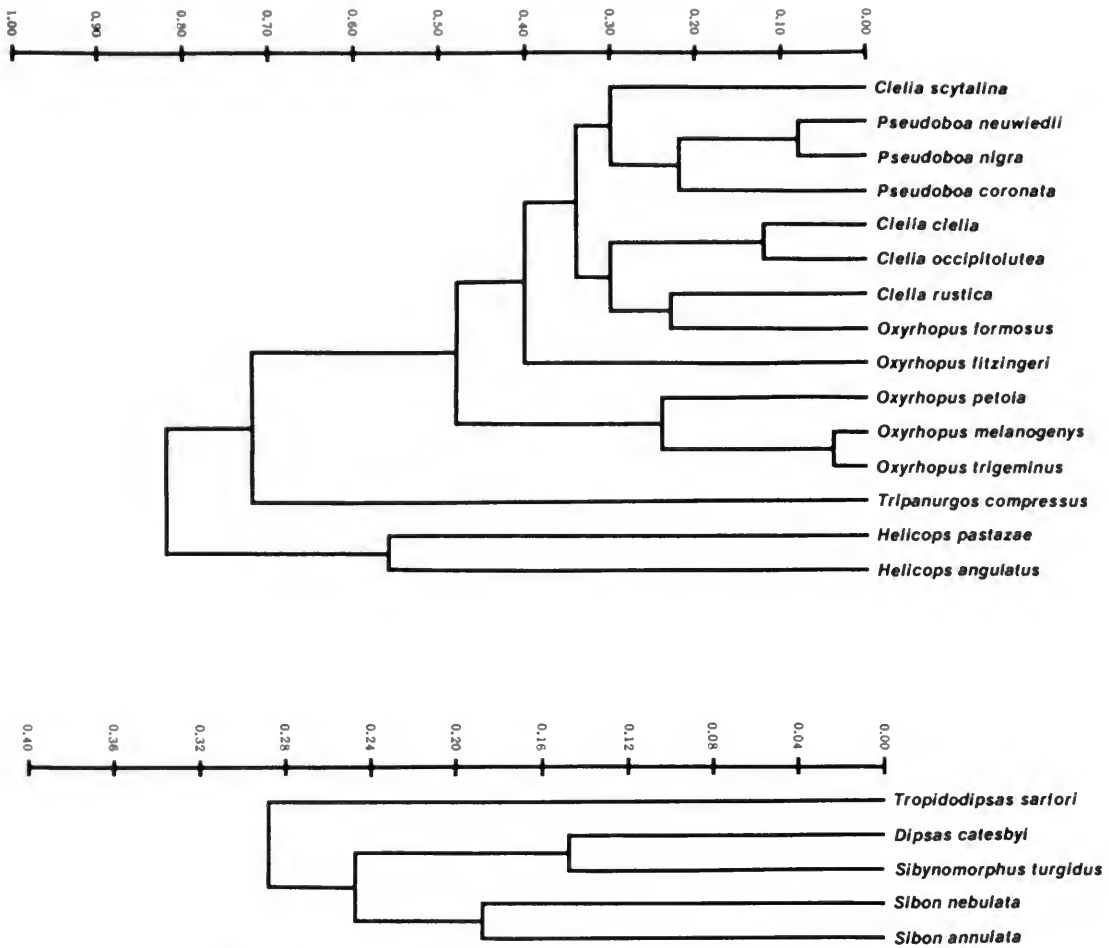 1.00 0.90 0.80 0.70 0.60 0.50 0.40 0.30 0.20 0.10 0.00
Clelia scytalina
Pseudoboa neuwiedii
Pseudoboa nigra
Pseudoboa coronata
Clelia clelia
Clelia occipitolutea
Clelia rustica
Oxyrhopus formosus
Oxyrhopus fitzingeri
Oxyrhopus petola
Oxyrhopus melanogenys
Oxyrhopus trigeminus
Tripanurgos compressus
Helicops pastazae
Helicops angulatus
0.40 0.36 0.32 0.28 0.24 0.20 0.16 0.12 0.08 0.04 0.00
Tropidodipsas sartori
Dipsas catesbyi
Sibynomorphus turgidus
Sibon nebulata
Sibon annulata